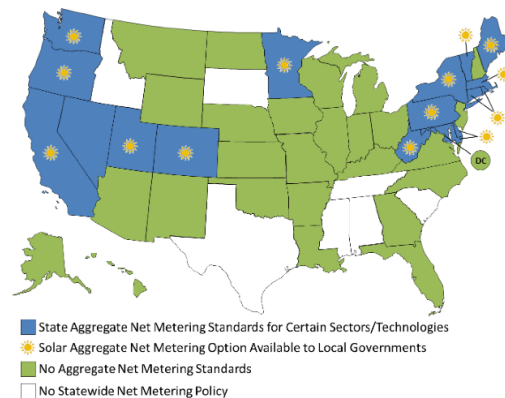 DC
State Aggregate Net Metering Standards for Certain Sectors/Technologies
Solar Aggregate Net Metering Option Available to Local Governments
No Aggregate Net Metering Standards
No Statewide Net Metering Policy